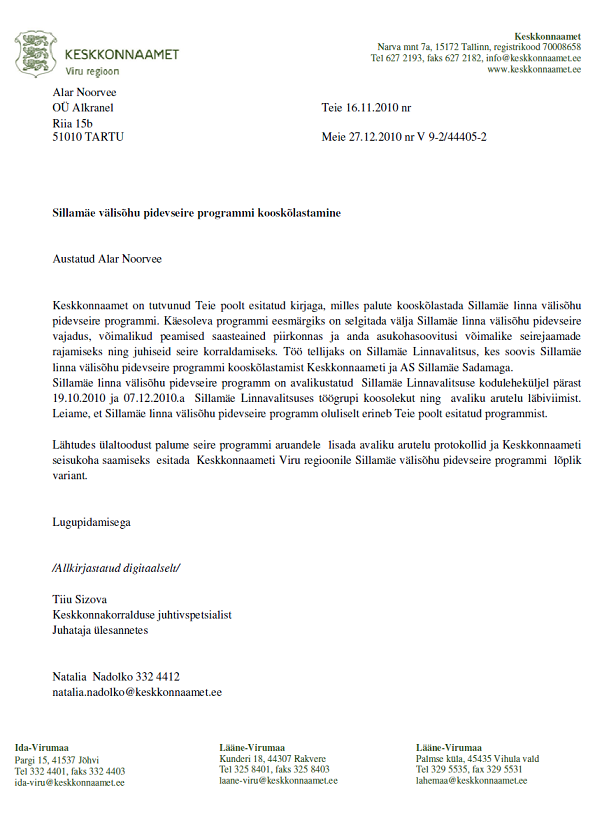 KESKKONNAAMET
Viru regioon
Keskkonnaamet
Narva mnt 7a, 15172 Tallinn, registrikood 70008658
Tel 627 2193, faks 627 2182, info@keskkonnaamet.ee
www.keskkonnaamet.ee
Alar Noorvee
OÜ Alkranel
Teie 16.11.2010 nr
Riia 15b
51010 TARTU
Meie 27.12.2010 nr V 9-2/44405-2
Sillamäe välisõhu pidevseire programmi kooskõlastamine
Austatud Alar Noorvee
Keskkonnaamet on tutvunud Teie poolt esitatud kirjaga, milles palute kooskõlastada Sillamäe linna välisõhu
pidevseire programmi. Käesoleva programmi eesmärgiks on selgitada välja Sillamäe linna välisõhu pidevseire
vajadus, võimalikud peamised saasteained piirkonnas ja anda asukohasoovitusi võimalike seirejaamade
rajamiseks ning juhiseid seire korraldamiseks. Töö tellijaks on Sillamäe Linnavalitsus, kes soovis Sillamäe
linna välisõhu pidevseire programmi kooskõlastamist Keskkonnaameti ja AS Sillamäe Sadamaga.
Sillamäe linna välisõhu pidevseire programm on avalikustatud Sillamäe Linnavalitsuse koduleheküljel pärast
19.10.2010 ja 07.12.2010.a Sillamäe Linnavalitsuses töögrupi koosolekut ning avaliku arutelu läbiviimist.
Leiame, et Sillamäe linna välisõhu pidevseire programm oluliselt erineb Teie poolt esitatud programmist.
Lähtudes ülaltoodust palume seire programmi aruandele lisada avaliku arutelu protokollid ja Keskkonnaameti
seisukoha saamiseks esitada Keskkonnaameti Viru regioonile Sillamäe välisõhu pidevseire programmi lõplik
variant.
Lugupidamisega
/Allkirjastatud digitaalselt/
Tiiu Sizova
Keskkonnakorralduse juhtivspetsialist
Juhataja ülesannetes
Natalia Nadolko 332 4412
natalia.nadolko@keskkonnaamet.ee
Ida-Virumaa
Pargi 15, 41537 Jõhvi
Tel 332 4401, faks 332 4403
ida-viru@keskkonnaamet.ee
Lääne-Virumaa
Kunderi 18, 44307 Rakvere
Tel 325 8401, faks 325 8403
laane-viru@keskkonnaamet.ee
Lääne-Virumaa
Palmse küla, 45435 Vihula vald
Tel 329 5535, fax 329 5531
lahemaa@keskkonnaamet.ee